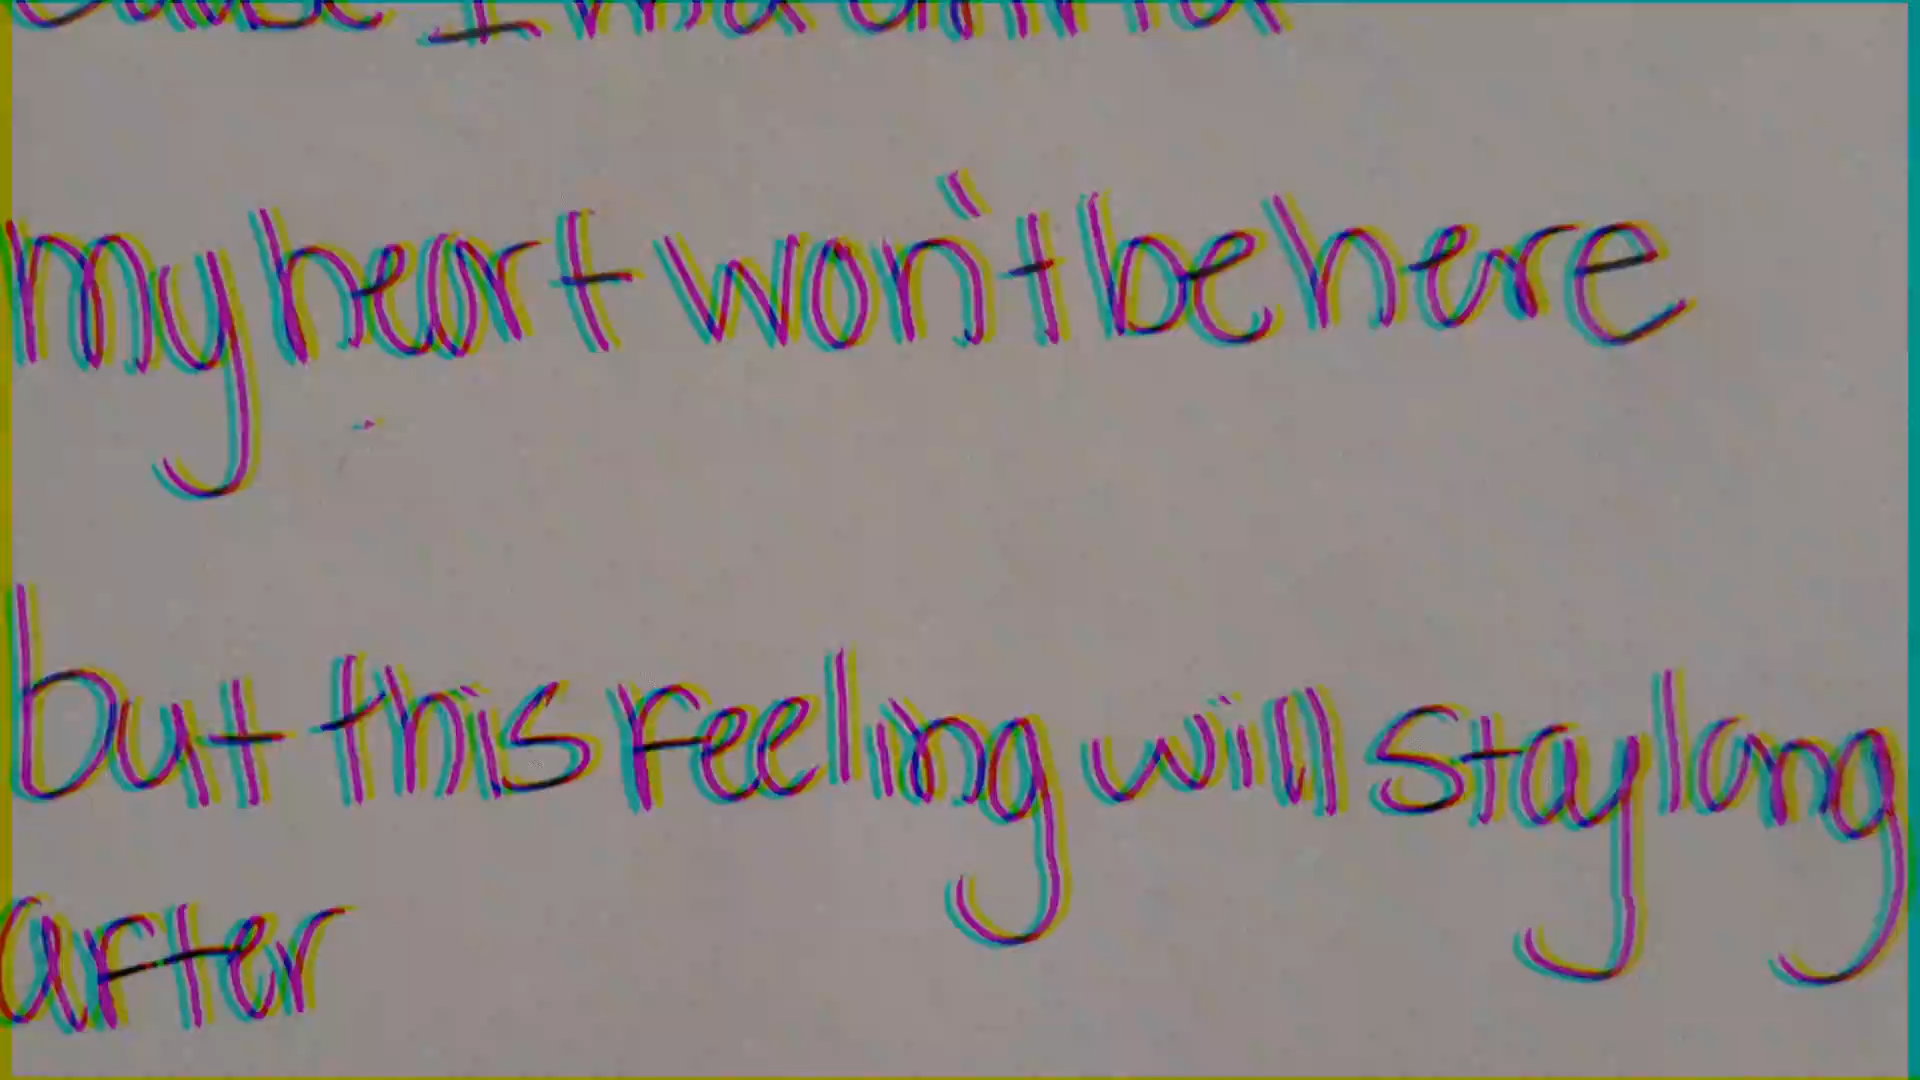 my heart won't be here
but this feeling will stay long
after